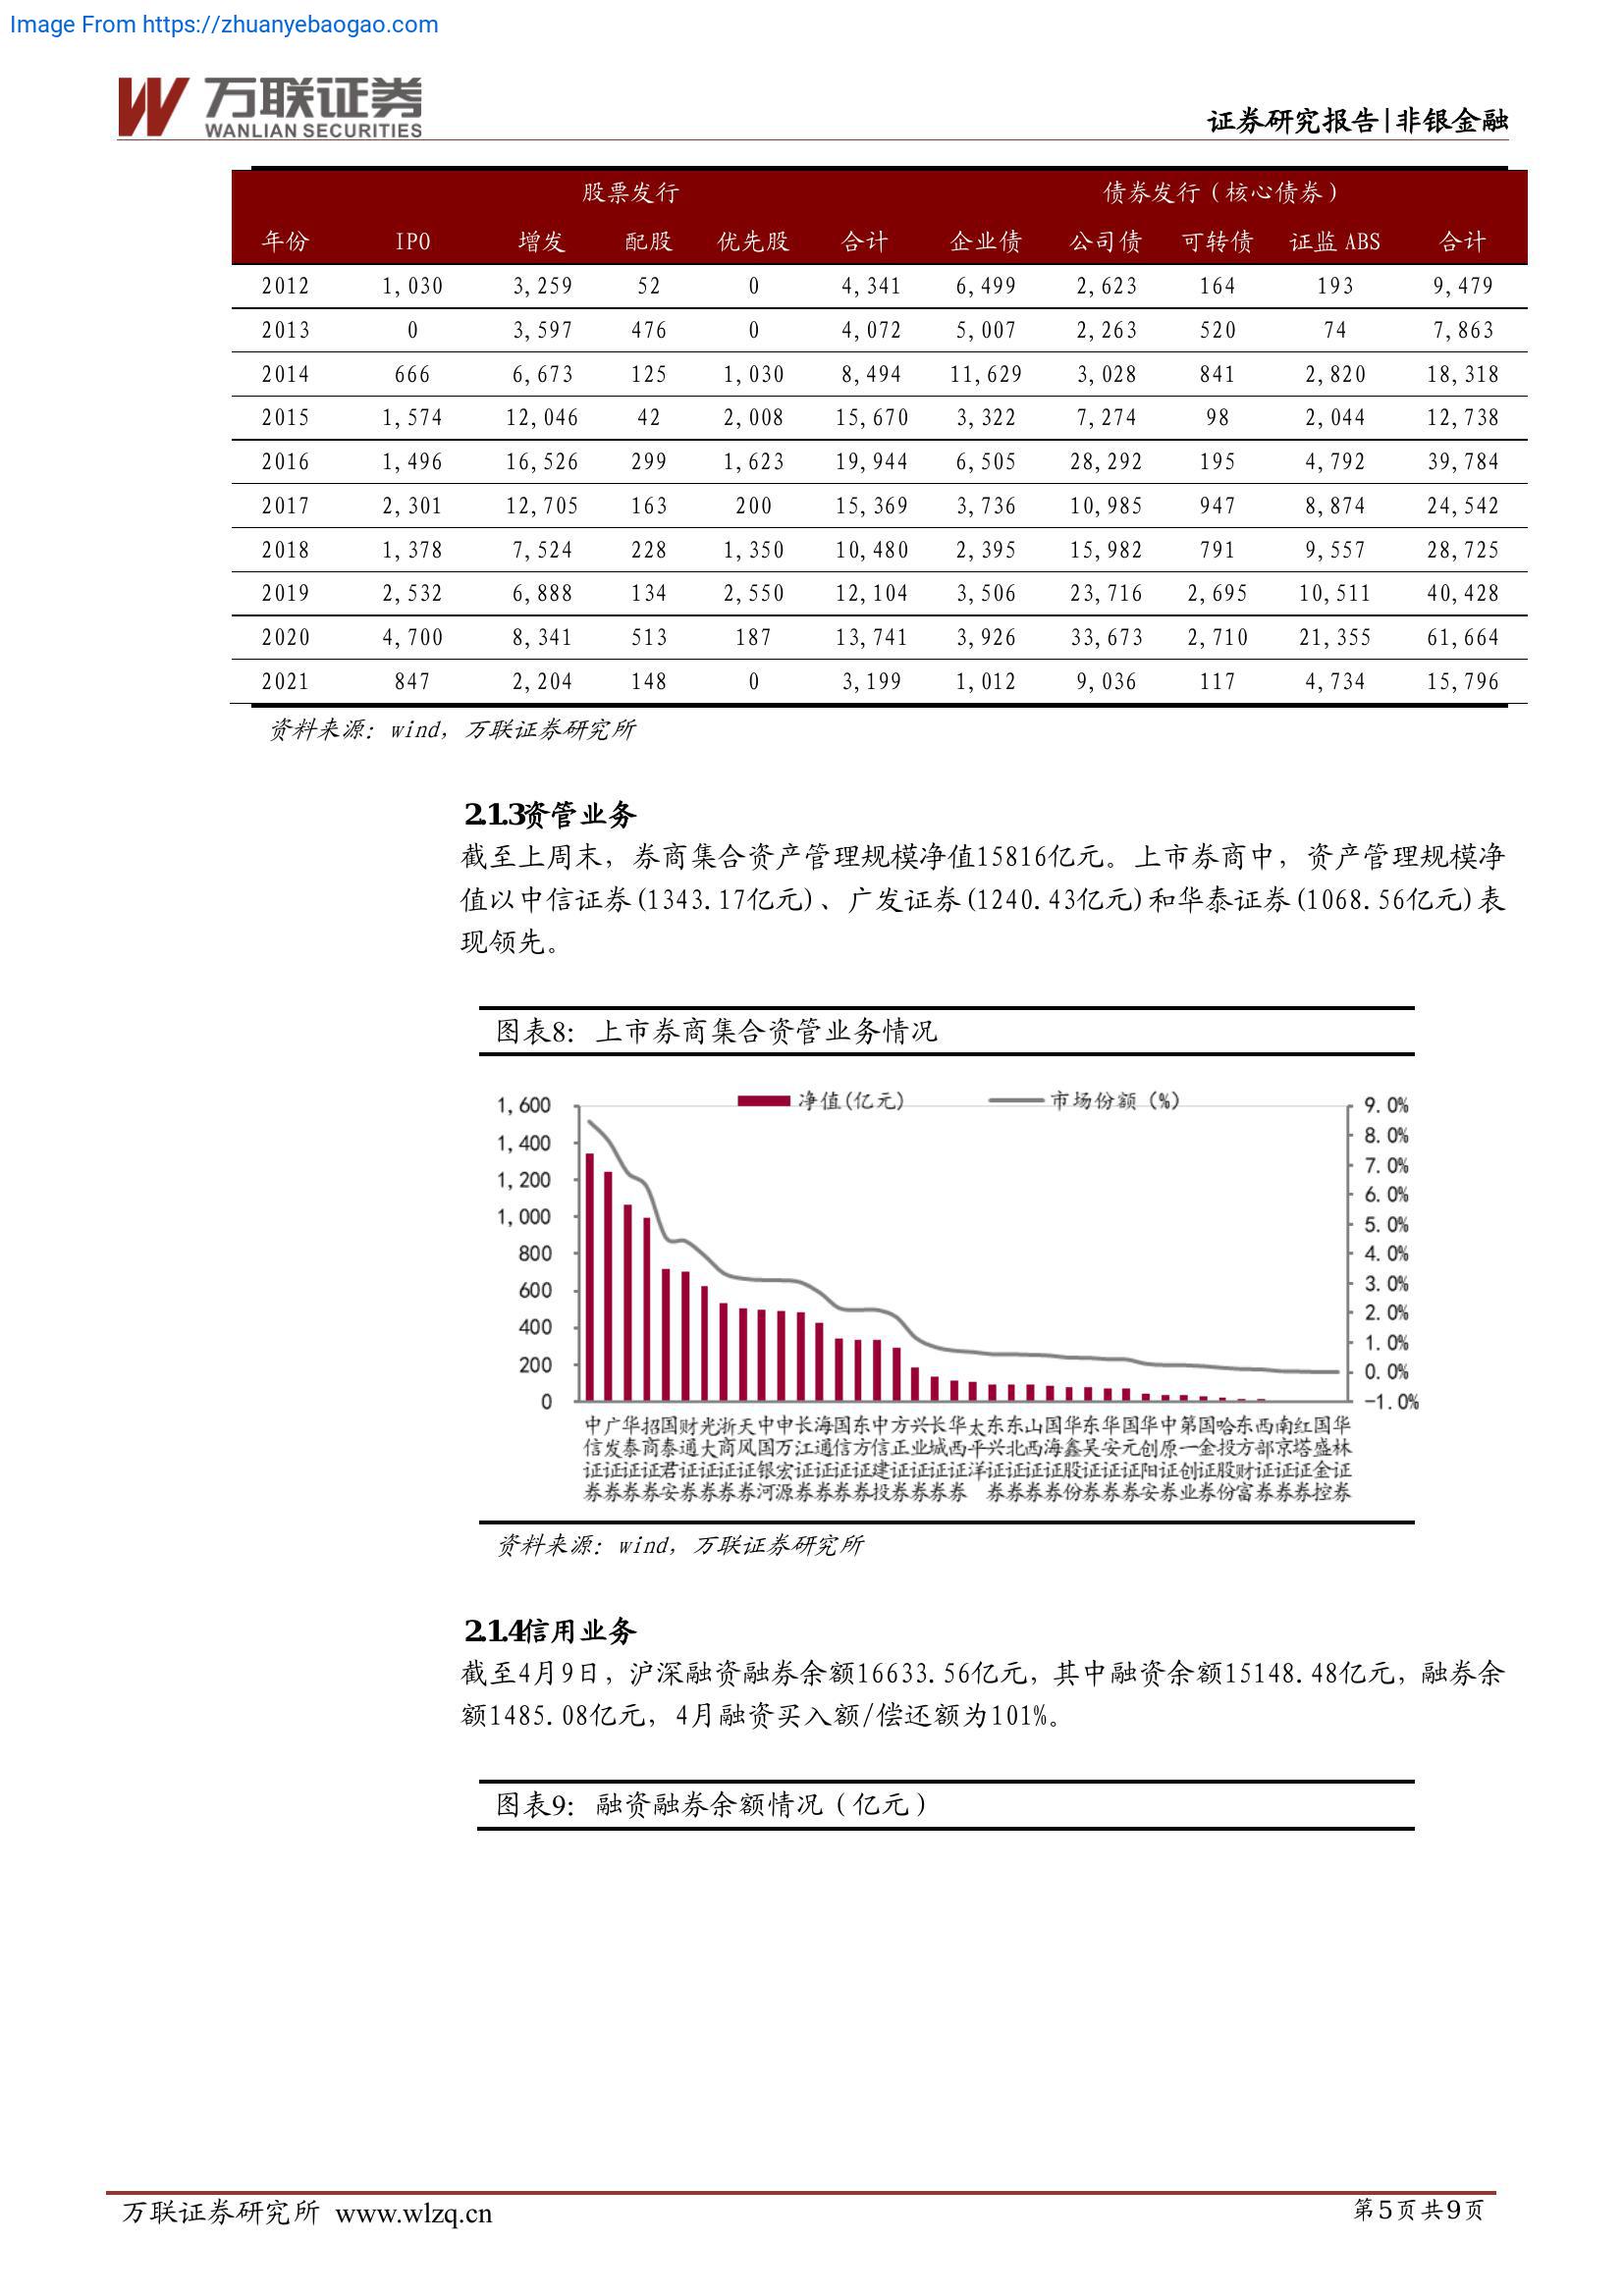 Image From https://zhuanyebaogao.com
万联证券
WANLIAN SECURITIES
证券研究报告|非银金融
股票发行 债券发行（核心债券）
年份 IPO 增发 配股 优先股 合计 企业债 公司债 可转债 证监 ABS 合计
2012 1,030 3,259 52 0 4,341 6,499 2,623 164 193 9,479
2013 0 3,597 476 0 4,072 5,007 2,263 520 74 7,863
2014 666 6,673 125 1,030 8,494 11,629 3,028 841 2,820 18,318
2015 1,574 12,046 42 2,008 15,670 3,322 7,274 98 2,044 12,738
2016 1,496 16,526 299 1,623 19,944 6,505 28,292 195 4,792 39,784
2017 2,301 12,705 163 200 15,369 3,736 10,985 947 8,874 24,542
2018 1,378 7,524 228 1,350 10,480 2,395 15,982 791 9,557 28,725
2019 2,532 6,888 134 2,550 12,104 3,506 23,716 2,695 10,511 40,428
2020 4,700 8,341 513 187 13,741 3,926 33,673 2,710 21,355 61,664
2021 847 2,204 148 0 3,199 1,012 9,036 117 4,734 15,796
资料来源：wind，万联证券研究所
2.1.3资管业务
截至上周末，券商集合资产管理规模净值15816亿元。上市券商中，资产管理规模净
值以中信证券(1343.17亿元)、广发证券(1240.43亿元)和华泰证券(1068.56亿元)表
现领先。
图表8：上市券商集合资管业务情况
净值(亿元) 市场份额（%）
1,600 9.0%
1,400 8.0%
1,200 7.0%
1,000 6.0%
800 5.0%
600 4.0%
400 3.0%
200 2.0%
0 1.0%
0.0%
-1.0%
中广华招国财光浙天中申长海国东中方兴长华太东东山国华东华国华中第国哈东西南红国华
信发泰商泰通大商风国万江通信方信正业城西平兴北西海鑫吴安元创原一金投方部京塔盛林
证证证证君证证证证银宏证证证证建证证证证洋证证证证股证证证阳证创证股财证证证金证
券券券券安券券券券河源券券券券投券券券券 券券券券份券券券安券业券份富券券券控券
资料来源：wind，万联证券研究所
2.1.4信用业务
截至4月9日，沪深融资融券余额16633.56亿元，其中融资余额15148.48亿元，融券余
额1485.08亿元，4月融资买入额/偿还额为101%。
图表9：融资融券余额情况（亿元）
万联证券研究所 www.wlzq.cn 第5页共9页